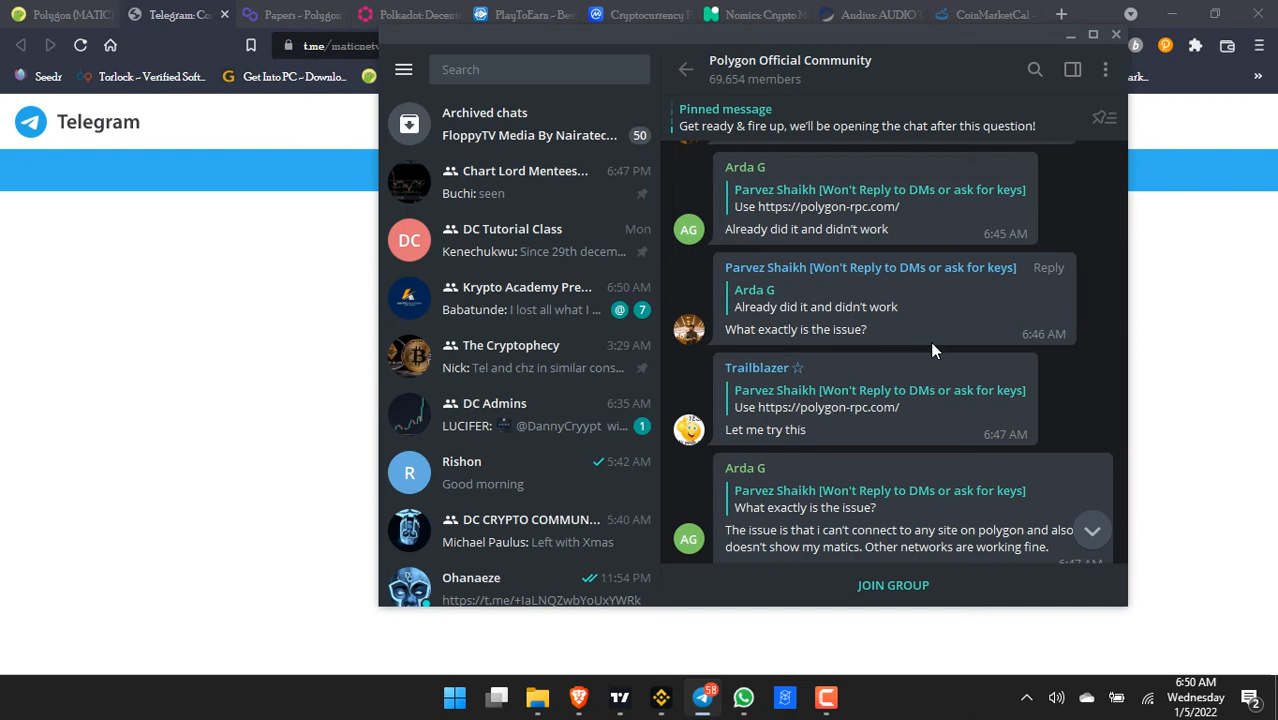 Polygon (MATIC
Telegram: Co
Papers - Polygon
Polkadot: Decent
PlayToEarn - Bes
Cryptocurrency P
Nomics: Crypto M
Audius: AUDIO T
CoinMarketCal -
t.me/maticnetw
Seedr
Torlock - Verified Soft...
Get Into PC - Downlo...
ark...
Telegram
Search
Archived chats
FloppyTV Media By Nairatec...
50
Chart Lord Mentees...
6:47 PM
Buchi: seen
DC
DC Tutorial Class
Mon
Kenechukwu: Since 29th decem...
Krypto Academy Pre...
6:50 AM
Babatunde: I lost all what I ...
@
7
The Cryptophecy
3:29 AM
Nick: Tel and chz in similar cons...
DC Admins
6:35 AM
LUCIFER: @DannyCryypt wi...
1
R
Rishon
5:42 AM
Good morning
DC CRYPTO COMMUN...
5:40 AM
Michael Paulus: Left with Xmas
Ohanaeze
11:54 PM
https://t.me/+IaLNQZwbYoUxYWRk
Polygon Official Community
69,654 members
Pinned message
Get ready & fire up, we'll be opening the chat after this question!
Arda G
Parvez Shaikh [Won't Reply to DMs or ask for keys]
Use https://polygon-rpc.com/
AG
Already did it and didn't work
6:45 AM
Parvez Shaikh [Won't Reply to DMs or ask for keys]
Reply
Arda G
Already did it and didn't work
What exactly is the issue?
6:46 AM
Trailblazer ☆
Parvez Shaikh [Won't Reply to DMs or ask for keys]
Use https://polygon-rpc.com/
Let me try this
6:47 AM
Arda G
Parvez Shaikh [Won't Reply to DMs or ask for keys]
What exactly is the issue?
AG
The issue is that i can't connect to any site on polygon and also
doesn't show my matics. Other networks are working fine.
6:47 AM
JOIN GROUP
58
6:50 AM
Wednesday
1/5/2022
2